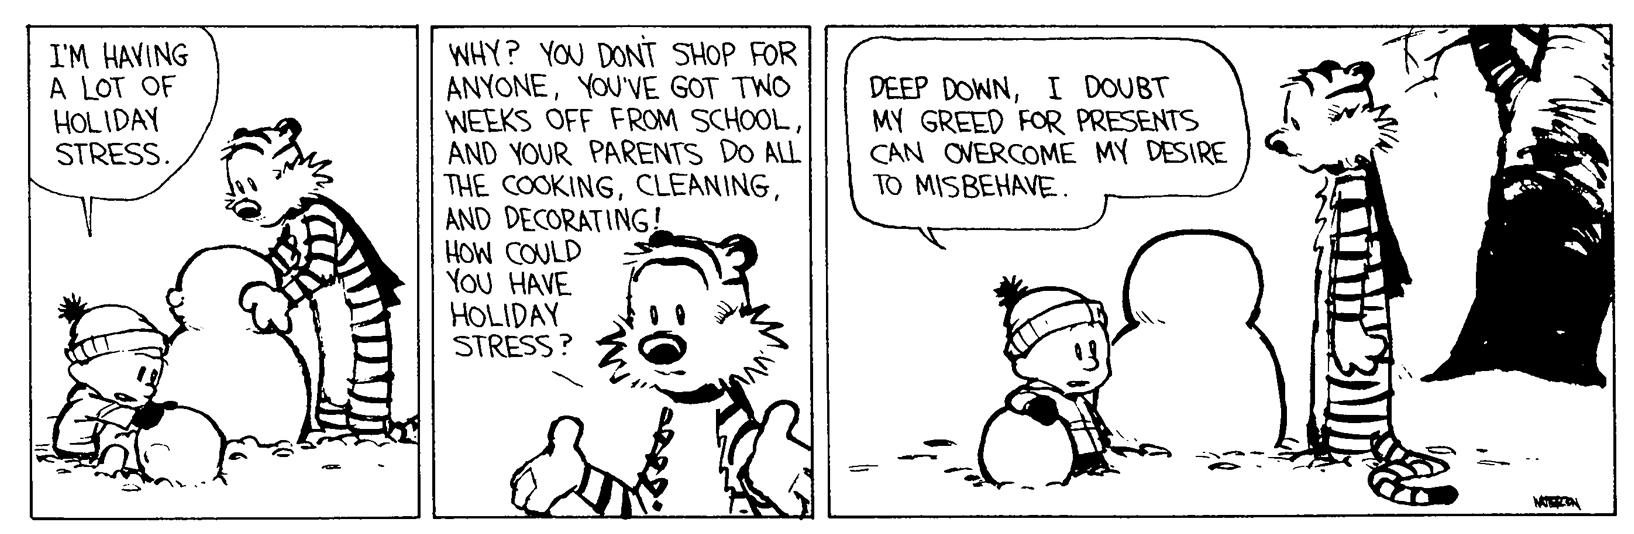 I'M HAVING
A LOT OF
HOLIDAY
STRESS.
WHY? YOU DON'T SHOP FOR
ANYONE, YOU'VE GOT TWO
WEEKS OFF FROM SCHOOL,
AND YOUR PARENTS DO ALL
THE COOKING, CLEANING,
AND DECORATING!
HOW COULD
YOU HAVE
HOLIDAY
STRESS?
DEEP DOWN, I DOUBT
MY GREED FOR PRESENTS
CAN OVERCOME MY DESIRE
TO MISBEHAVE.
WATTERSON